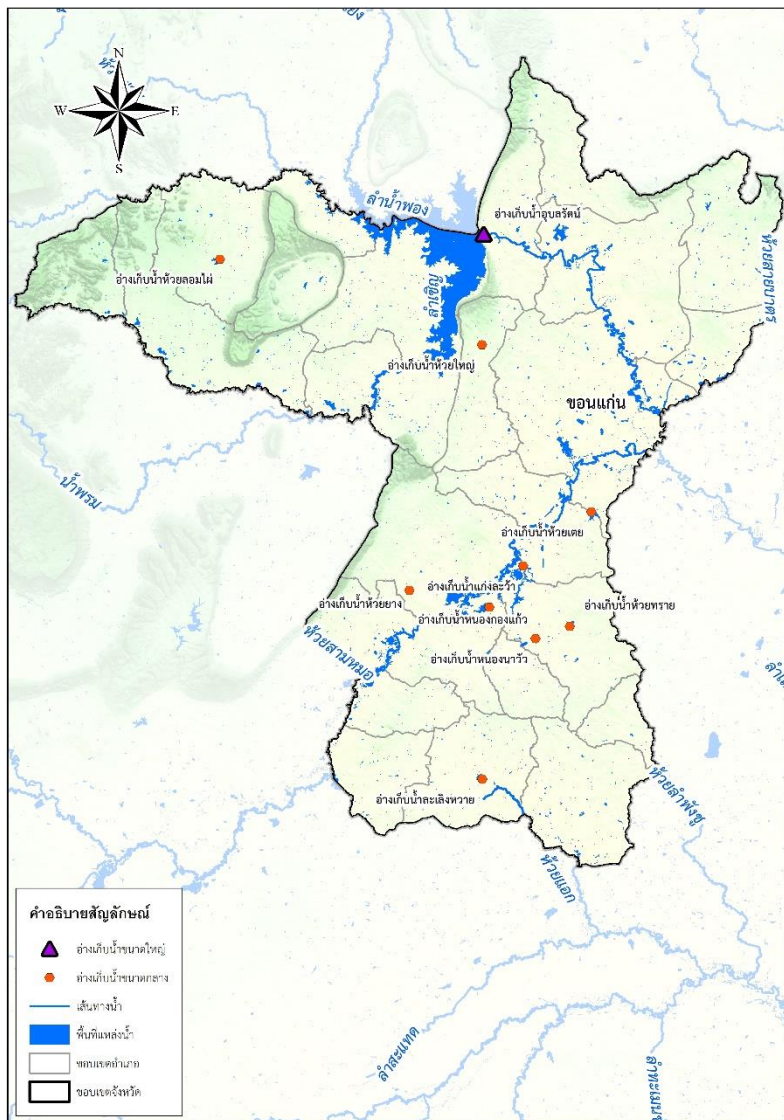 N
W
E
S
ลำน้ำพอง
อ่างเก็บน้ำอุบลรัตน์
ห้วยสายบาตร
อ่างเก็บน้ำห้วยลอมไผ่
ลำเชิญ
อ่างเก็บน้ำห้วยใหญ่
ขอนแก่น
น้ำพรม
อ่างเก็บน้ำห้วยเตย
อ่างเก็บน้ำแก่งละว้า
อ่างเก็บน้ำห้วยยาง
อ่างเก็บน้ำห้วยทราย
อ่างเก็บน้ำหนองกองแก้ว
ห้วยสามหมอ
อ่างเก็บน้ำหนองนาวัว
อ่างเก็บน้ำละเลิงหวาย
ห้วยลำพังชู
ห้วยแอก
ลำสะแทด
คำอธิบายสัญลักษณ์
อ่างเก็บน้ำขนาดใหญ่
อ่างเก็บน้ำขนาดกลาง
เส้นทางน้ำ
พื้นที่แหล่งน้ำ
ขอบเขตอำเภอ
ขอบเขตจังหวัด